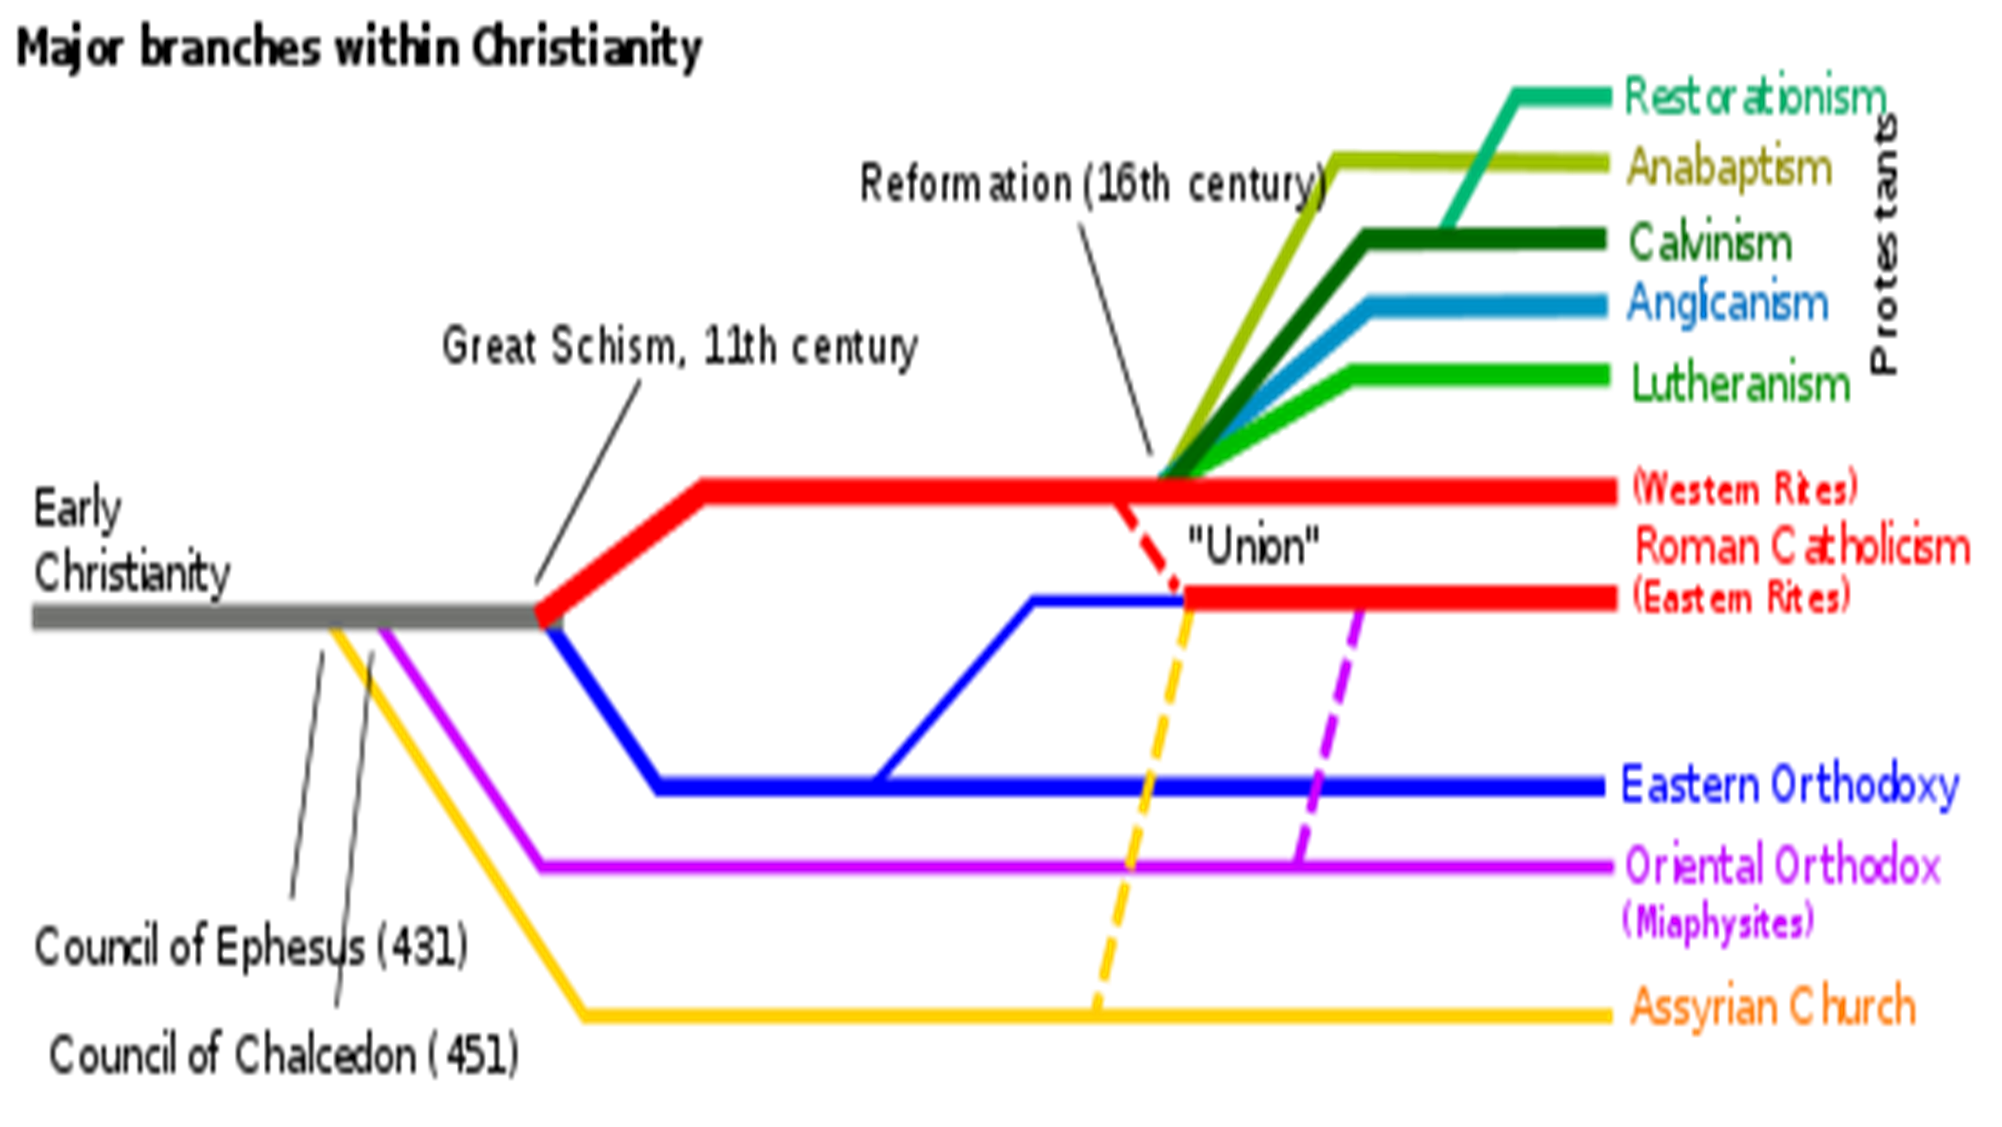 Major branches within Christianity
Restorationism
Protestants
Anabaptism
Reformation (16th century)
Calvinism
Anglicanism
Great Schism, 11th century
Lutheranism
(Western Rites)
Early
Christianity
"Union"
Roman Catholicism
(Eastern Rites)
Eastern Orthodoxy
Oriental Orthodox
(Miaphysites)
Council of Ephesus (431)
Assyrian Church
Council of Chalcedon (451)